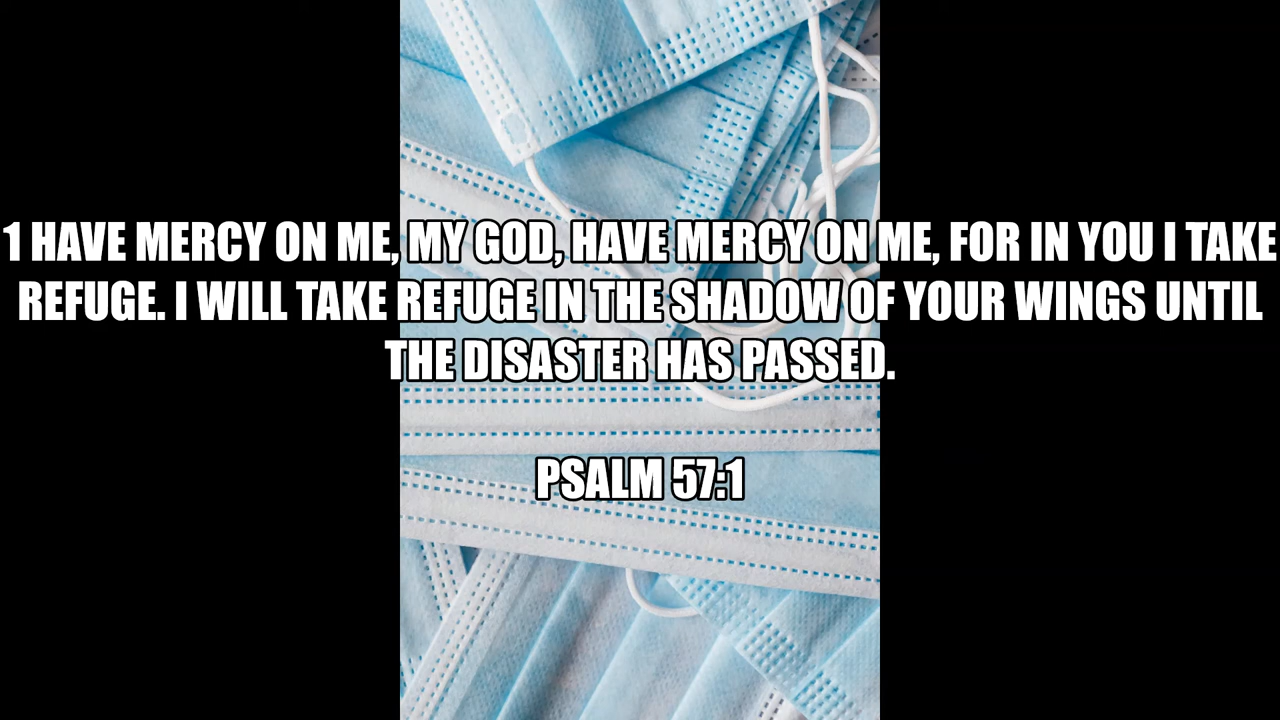 1 HAVE MERCY ON ME, MY GOD, HAVE MERCY ON ME, FOR IN YOU I TAKE
REFUGE. I WILL TAKE REFUGE IN THE SHADOW OF YOUR WINGS UNTIL
THE DISASTER HAS PASSED.
PSALM 57:1